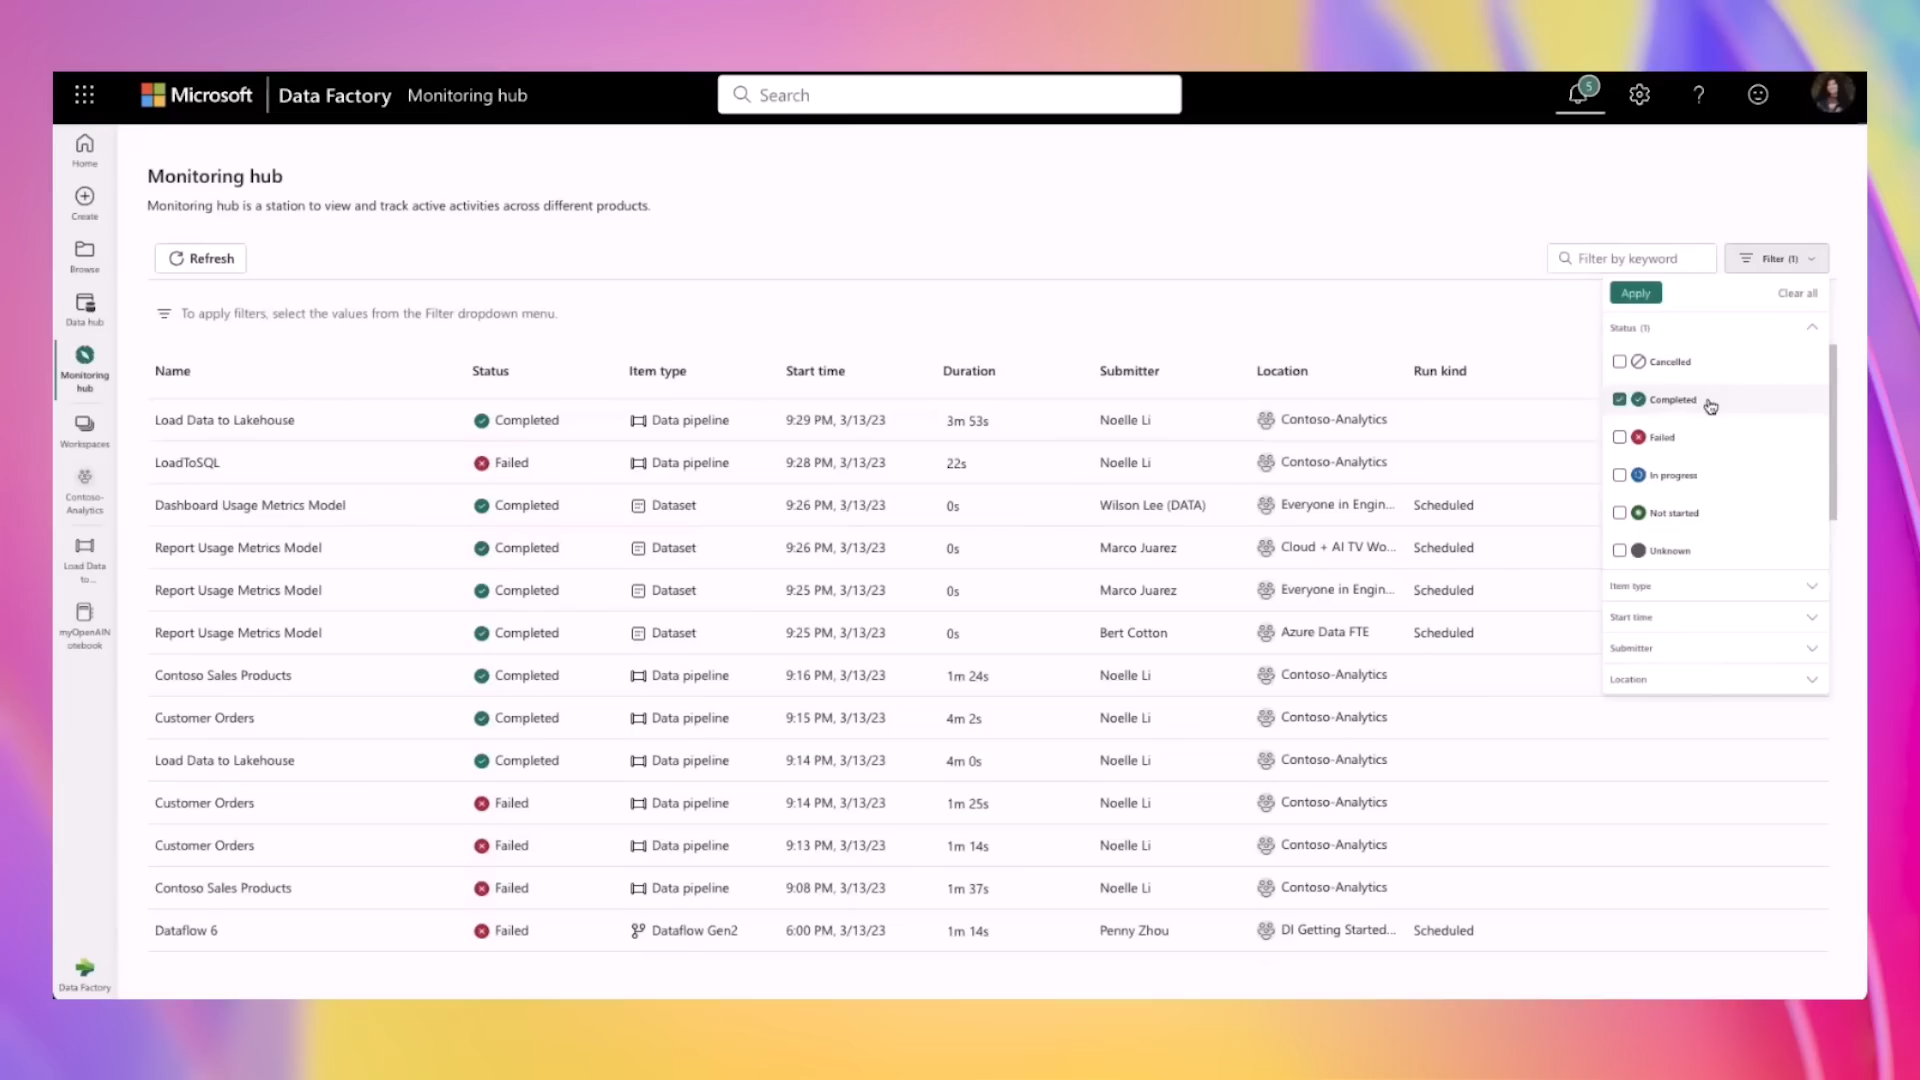 Microsoft Data Factory Monitoring hub Search 5 ?
Home
Create
Browse
Data hub
Monitoring
hub
Workspaces
Contoso-
Analytics
Load Data
to...
myOpenAIN
otebook
Data Factory
Monitoring hub
Monitoring hub is a station to view and track active activities across different products.
Refresh Filter by keyword Filter (1)
To apply filters, select the values from the Filter dropdown menu.
Name Status Item type Start time Duration Submitter Location Run kind
Load Data to Lakehouse Completed Data pipeline 9:29 PM, 3/13/23 3m 53s Noelle Li Contoso-Analytics
LoadToSQL Failed Data pipeline 9:28 PM, 3/13/23 22s Noelle Li Contoso-Analytics
Dashboard Usage Metrics Model Completed Dataset 9:26 PM, 3/13/23 0s Wilson Lee (DATA) Everyone in Engin... Scheduled
Report Usage Metrics Model Completed Dataset 9:26 PM, 3/13/23 0s Marco Juarez Cloud + AI TV Wo... Scheduled
Report Usage Metrics Model Completed Dataset 9:25 PM, 3/13/23 0s Marco Juarez Everyone in Engin... Scheduled
Report Usage Metrics Model Completed Dataset 9:25 PM, 3/13/23 0s Bert Cotton Azure Data FTE Scheduled
Contoso Sales Products Completed Data pipeline 9:16 PM, 3/13/23 1m 24s Noelle Li Contoso-Analytics
Customer Orders Completed Data pipeline 9:15 PM, 3/13/23 4m 2s Noelle Li Contoso-Analytics
Load Data to Lakehouse Completed Data pipeline 9:14 PM, 3/13/23 4m 0s Noelle Li Contoso-Analytics
Customer Orders Failed Data pipeline 9:14 PM, 3/13/23 1m 25s Noelle Li Contoso-Analytics
Customer Orders Failed Data pipeline 9:13 PM, 3/13/23 1m 14s Noelle Li Contoso-Analytics
Contoso Sales Products Failed Data pipeline 9:08 PM, 3/13/23 1m 37s Noelle Li Contoso-Analytics
Dataflow 6 Failed Dataflow Gen2 6:00 PM, 3/13/23 1m 14s Penny Zhou DI Getting Started... Scheduled
Apply Clear all
Status (1)
Cancelled
Completed
Failed
In progress
Not started
Unknown
Item type
Start time
Submitter
Location